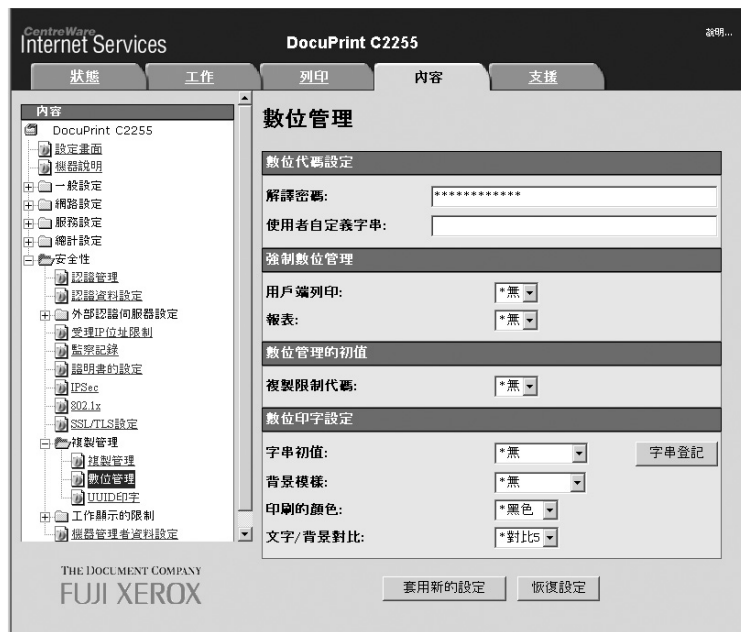 CentreWare
Internet Services
DocuPrint C2255
說明...
狀態
工作
列印
內容
支援
內容
DocuPrint C2255
設定畫面
機器說明
一般設定
網路設定
服務設定
總計設定
安全性
認證管理
認證資料設定
外部認證伺服器設定
受理IP位址限制
監察記錄
證明書的設定
IPSec
802.1x
SSL/TLS設定
複製管理
複製管理
數位管理
UUID印字
工作顯示的限制
機器管理者資料設定
THE DOCUMENT COMPANY
FUJI XEROX
數位管理
數位代碼設定
解譯密碼: ************
使用者自定義字串:
強制數位管理
用戶端列印: *無
報表: *無
數位管理的初值
複製限制代碼: *無
數位印字設定
字串初值: *無 字串登記
背景模樣: *無
印刷的顏色: *黑色
文字/背景對比: *對比5
套用新的設定 恢復設定